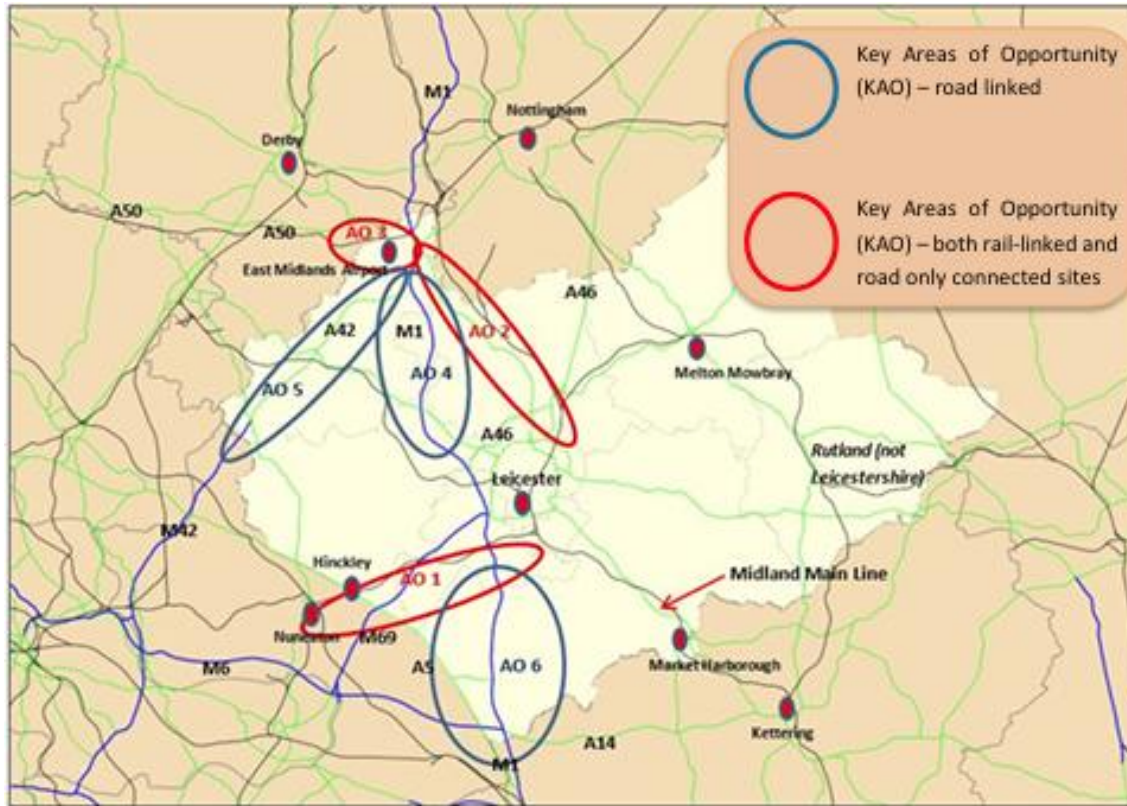 Key Areas of Opportunity
(KAO) – road linked
Key Areas of Opportunity
(KAO) – both rail-linked and
road only connected sites
M1
Nottingham
Derby
A50
A50
AO 3
East Midlands Airport
A46
A42
M1
AO 2
AO 5
AO 4
Melton Mowbray
A46
Rutland (not
Leicestershire)
Leicester
M42
Hinckley
AO 1
Midland Main Line
Nuneaton
M69
M6
A5
AO 6
Market Harborough
Kettering
A14
M1